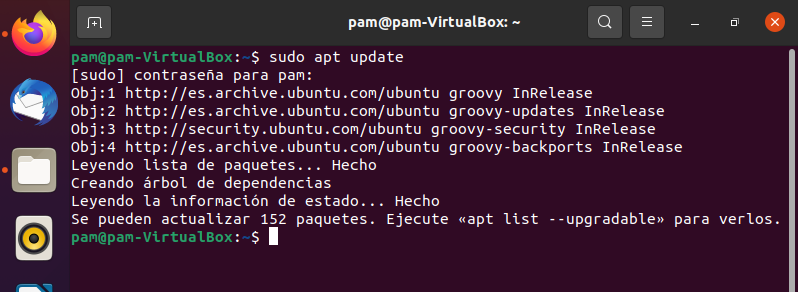 pam@pam-VirtualBox: ~
pam@pam-VirtualBox:~$ sudo apt update
[sudo] contraseña para pam:
Obj:1 http://es.archive.ubuntu.com/ubuntu groovy InRelease
Obj:2 http://es.archive.ubuntu.com/ubuntu groovy-updates InRelease
Obj:3 http://security.ubuntu.com/ubuntu groovy-security InRelease
Obj:4 http://es.archive.ubuntu.com/ubuntu groovy-backports InRelease
Leyendo lista de paquetes... Hecho
Creando árbol de dependencias
Leyendo la información de estado... Hecho
Se pueden actualizar 152 paquetes. Ejecute «apt list --upgradable» para verlos.
pam@pam-VirtualBox:~$